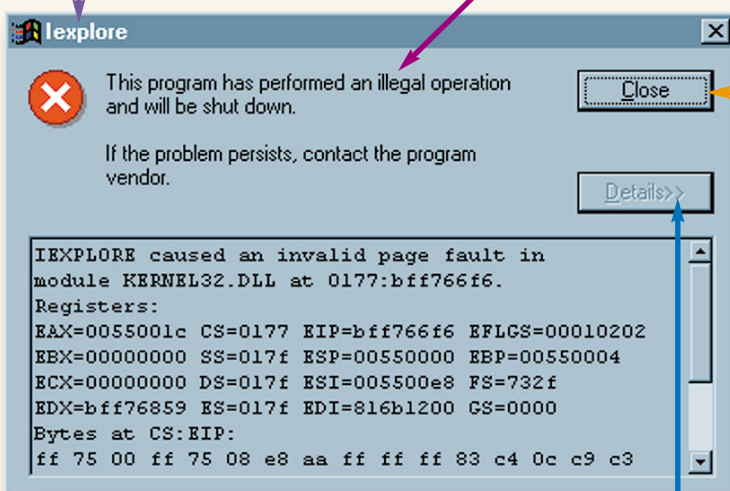 Iexplore
This program has performed an illegal operation
and will be shut down.
If the problem persists, contact the program
vendor.
Close
Details>>
IEXPLORE caused an invalid page fault in
module KERNEL32.DLL at 0177:bff766f6.
Registers:
EAX=0055001c CS=0177 EIP=bff766f6 EFLGS=00010202
EBX=00000000 SS=017f ESP=00550000 EBP=00550004
ECX=00000000 DS=017f ESI=005500e8 FS=732f
EDX=bff76859 ES=017f EDI=816b1200 GS=0000
Bytes at CS:EIP:
ff 75 00 ff 75 08 e8 aa ff ff ff 83 c4 0c c9 c3